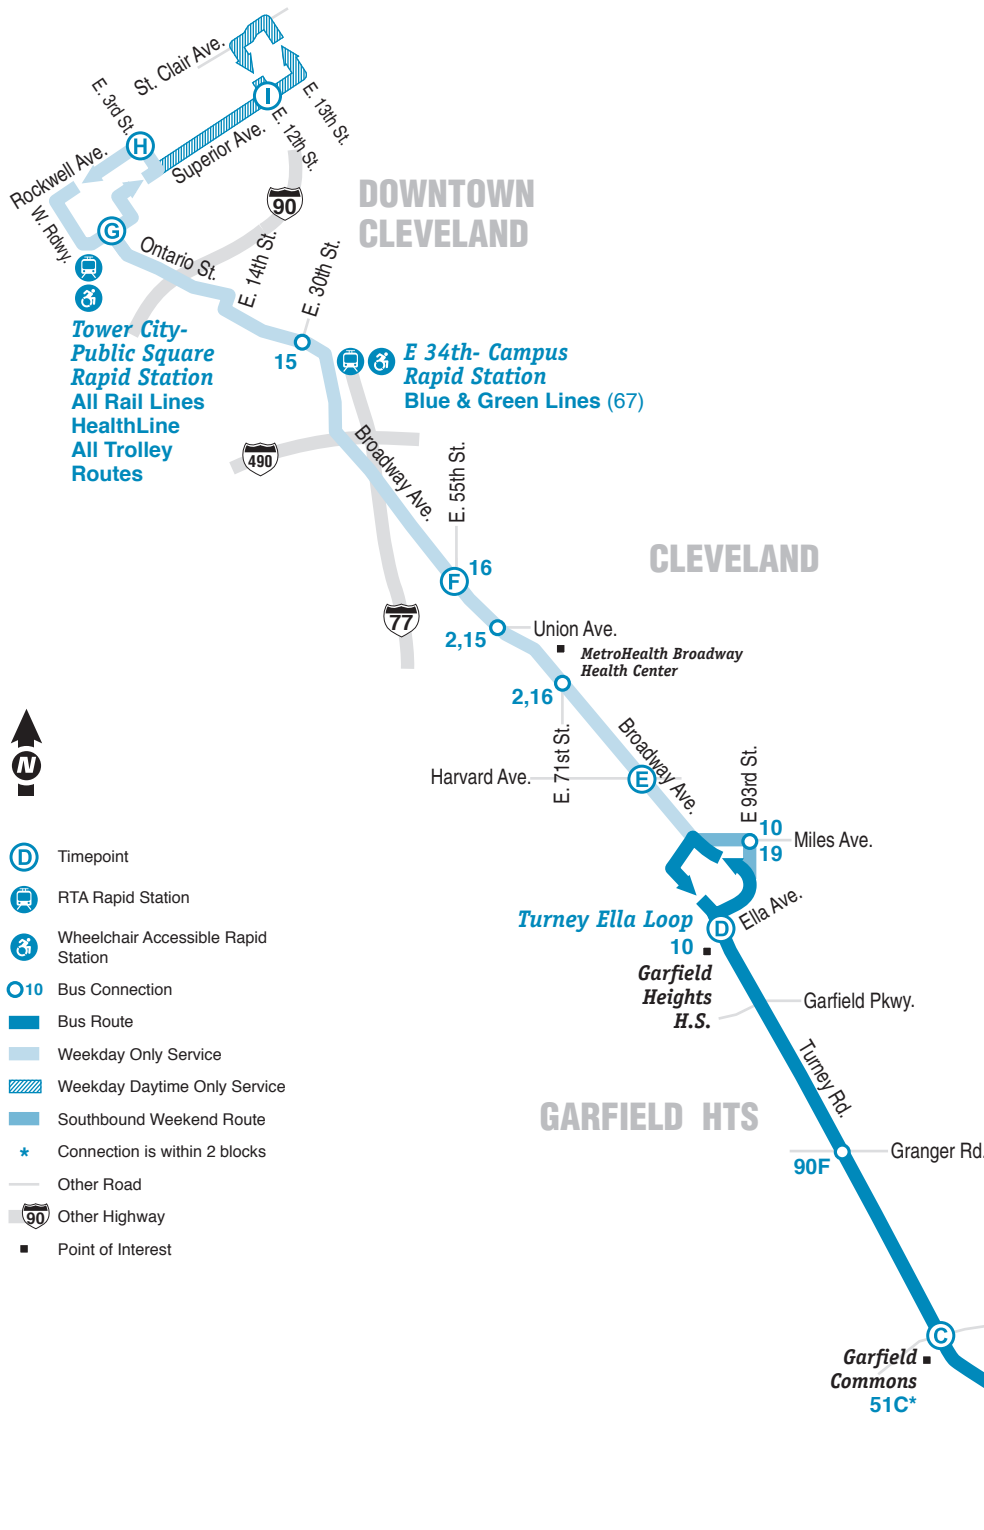 St. Clair Ave.
E. 3rd St.
E. 13th St.
I
E. 12th St.
H
Superior Ave.
Rockwell Ave.
W. Rdwy.
90
DOWNTOWN
CLEVELAND
G
Ontario St.
E. 14th St.
E. 30th St.
Tower City-
Public Square
Rapid Station
All Rail Lines
HealthLine
All Trolley
Routes
15
E 34th- Campus
Rapid Station
Blue & Green Lines (67)
490
Broadway Ave.
E. 55th St.
CLEVELAND
F
16
77
2,15
Union Ave.
MetroHealth Broadway
Health Center
2,16
E. 71st St.
Broadway Ave.
Harvard Ave.
E
E 93rd St.
10
19
Miles Ave.
Turney Ella Loop
10
D
Ella Ave.
Garfield
Heights
H.S.
Garfield Pkwy.
Turney Rd.
GARFIELD HTS
90F
Granger Rd.
C
Garfield
Commons
51C*
N
D Timepoint
RTA Rapid Station
Wheelchair Accessible Rapid
Station
10 Bus Connection
Bus Route
Weekday Only Service
Weekday Daytime Only Service
Southbound Weekend Route
* Connection is within 2 blocks
Other Road
90 Other Highway
Point of Interest